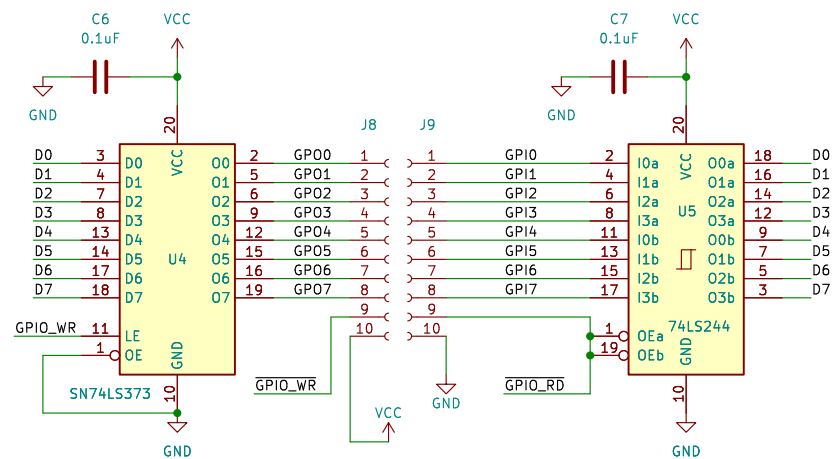 C6 VCC C7 VCC
0.1uF 0.1uF
GND GND
20 J8 J9 20
VCC VCC
D0 3 D0 O0 2 GPO0 1 1 GPI0 2 I0a O0a 18 D0
D1 4 D1 O1 5 GPO1 2 2 GPI1 4 I1a O1a 16 D1
D2 7 D2 O2 6 GPO2 3 3 GPI2 6 I2a O2a 14 D2
U5
D3 8 D3 O3 9 GPO3 4 4 GPI3 8 I3a O3a 12 D3
D4 13 D4 O4 12 GPO4 5 5 GPI4 11 I0b O0b 9 D4
D5 14 D5 U4 O5 15 GPO5 6 6 GPI5 13 I1b O1b 7 D5
D6 17 D6 O6 16 GPO6 7 7 GPI6 15 I2b O2b 5 D6
D7 18 D7 O7 19 GPO7 8 8 GPI7 17 I3b O3b 3 D7
9 9
GPIO_WR 11 LE 10 10 1 OEa 74LS244
1 OE GND 19 OEb GND
SN74LS373 10 GPIO_WR GND GPIO_RD 10
VCC
GND GND